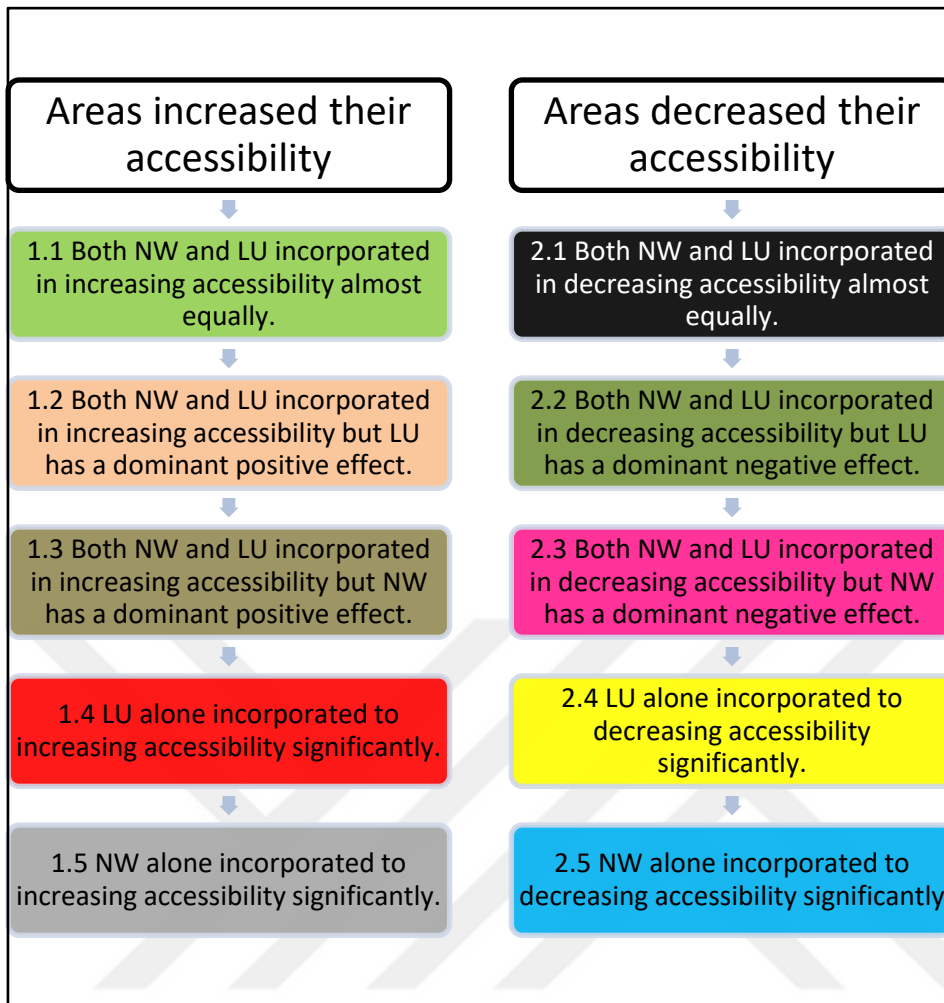 Areas increased their
accessibility
1.1 Both NW and LU incorporated
in increasing accessibility almost
equally.
1.2 Both NW and LU incorporated
in increasing accessibility but LU
has a dominant positive effect.
1.3 Both NW and LU incorporated
in increasing accessibility but NW
has a dominant positive effect.
1.4 LU alone incorporated to
increasing accessibility significantly.
1.5 NW alone incorporated to
increasing accessibility significantly.
Areas decreased their
accessibility
2.1 Both NW and LU incorporated
in decreasing accessibility almost
equally.
2.2 Both NW and LU incorporated
in decreasing accessibility but LU
has a dominant negative effect.
2.3 Both NW and LU incorporated
in decreasing accessibility but NW
has a dominant negative effect.
2.4 LU alone incorporated to
decreasing accessibility
significantly.
2.5 NW alone incorporated to
decreasing accessibility significantly